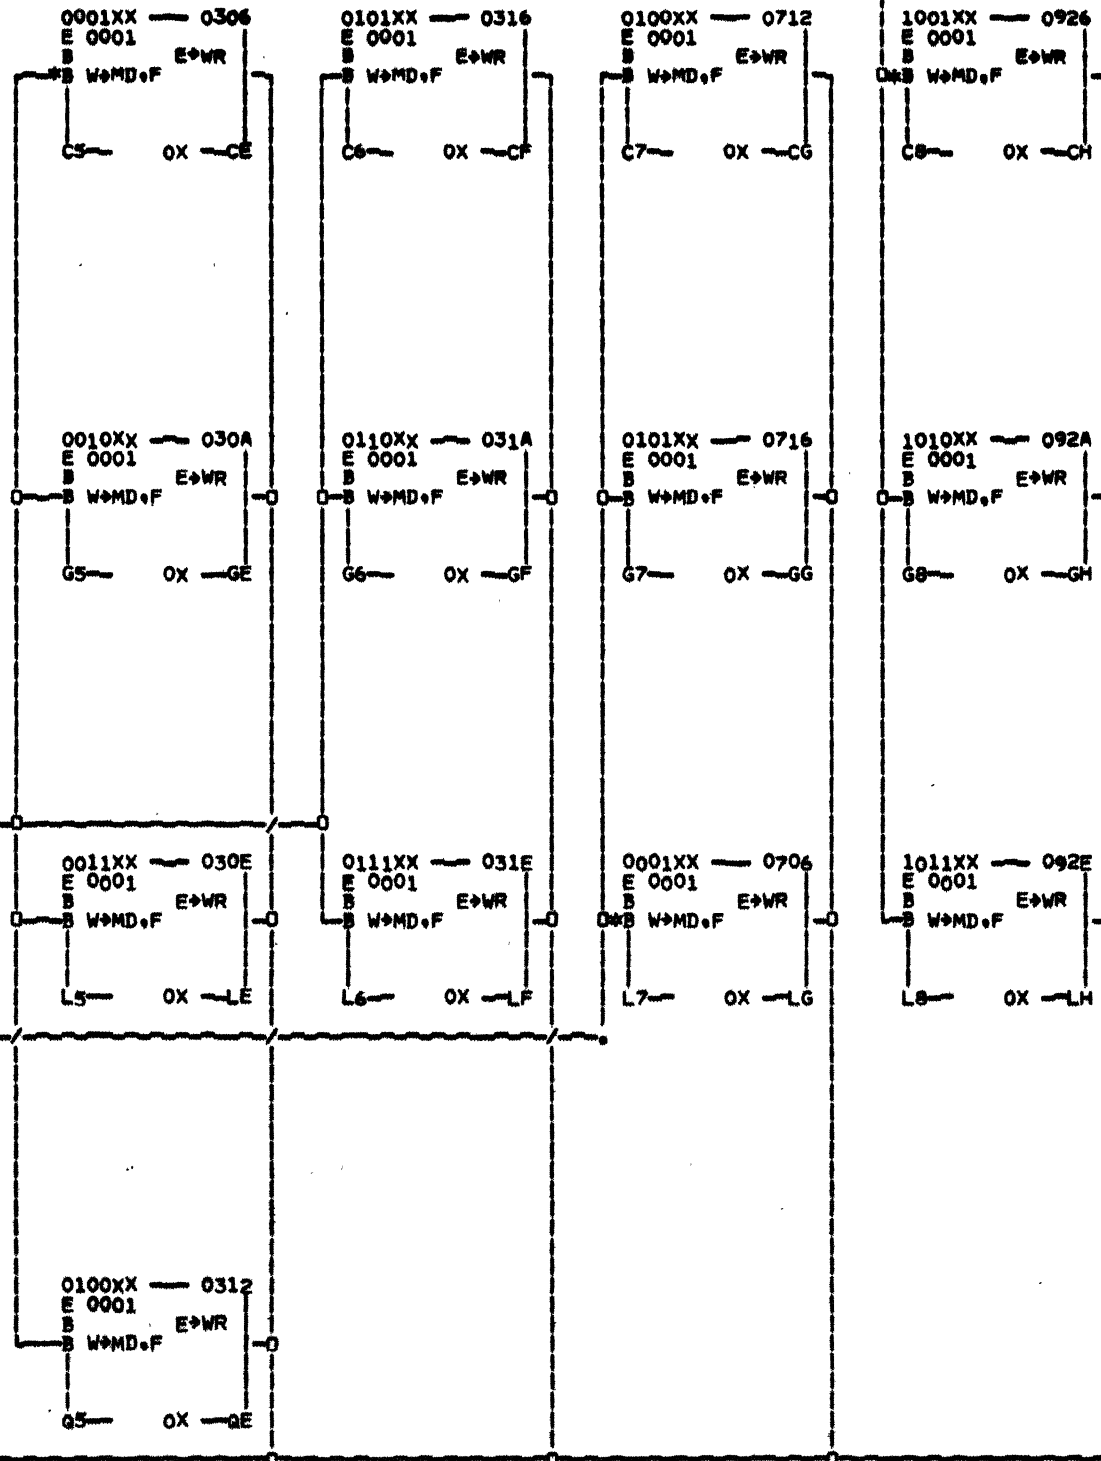 0001XX — 0306
E 0001
B E→WR
*B W→MD,F
C5— 0X —CE
0101XX — 0316
E 0001
B E→WR
B W→MD,F
C6— 0X —CF
0100XX — 0712
E 0001
B E→WR
B W→MD,F
C7— 0X —CG
1001XX — 0926
E 0001
B E→WR
*B W→MD,F
C8— 0X —CH
0010XX — 030A
E 0001
B E→WR
B W→MD,F
G5— 0X —GE
0110XX — 031A
E 0001
B E→WR
B W→MD,F
G6— 0X —GF
0101XX — 0716
E 0001
B E→WR
B W→MD,F
G7— 0X —GG
1010XX — 092A
E 0001
B E→WR
B W→MD,F
G8— 0X —GH
0011XX — 030E
E 0001
B E→WR
B W→MD,F
L5— 0X —LE
0111XX — 031E
E 0001
B E→WR
B W→MD,F
L6— 0X —LF
0001XX — 0706
E 0001
B E→WR
*B W→MD,F
L7— 0X —LG
1011XX — 092E
E 0001
B E→WR
B W→MD,F
L8— 0X —LH
0100XX — 0312
E 0001
B E→WR
B W→MD,F
Q5— 0X —QE